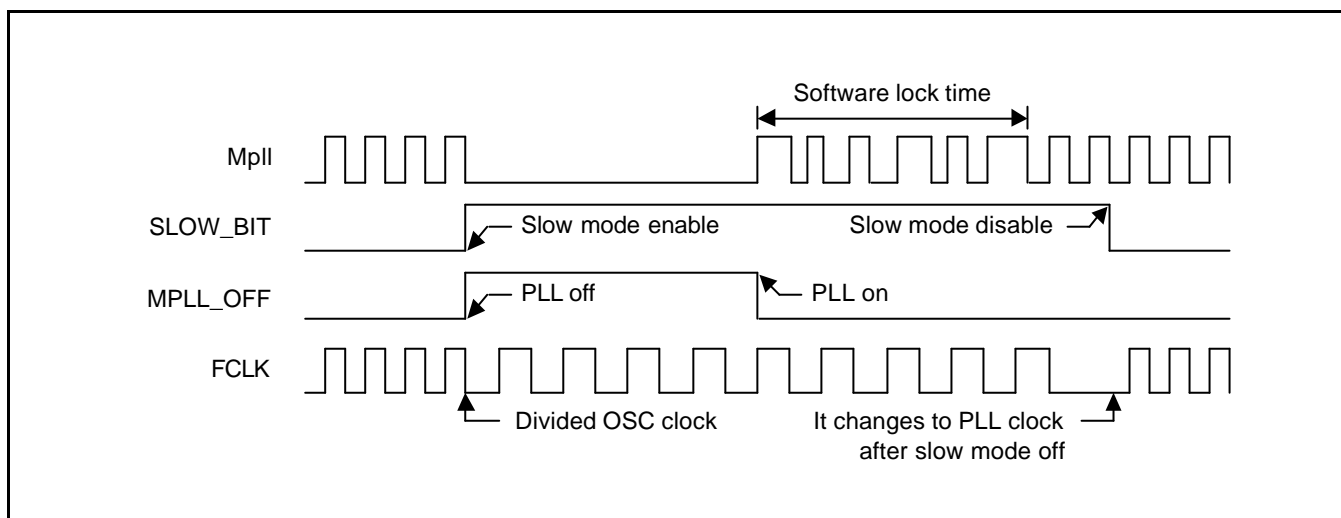 Software lock time
Mpll
SLOW_BIT
Slow mode enable
Slow mode disable
MPLL_OFF
PLL off
PLL on
FCLK
Divided OSC clock
It changes to PLL clock
after slow mode off